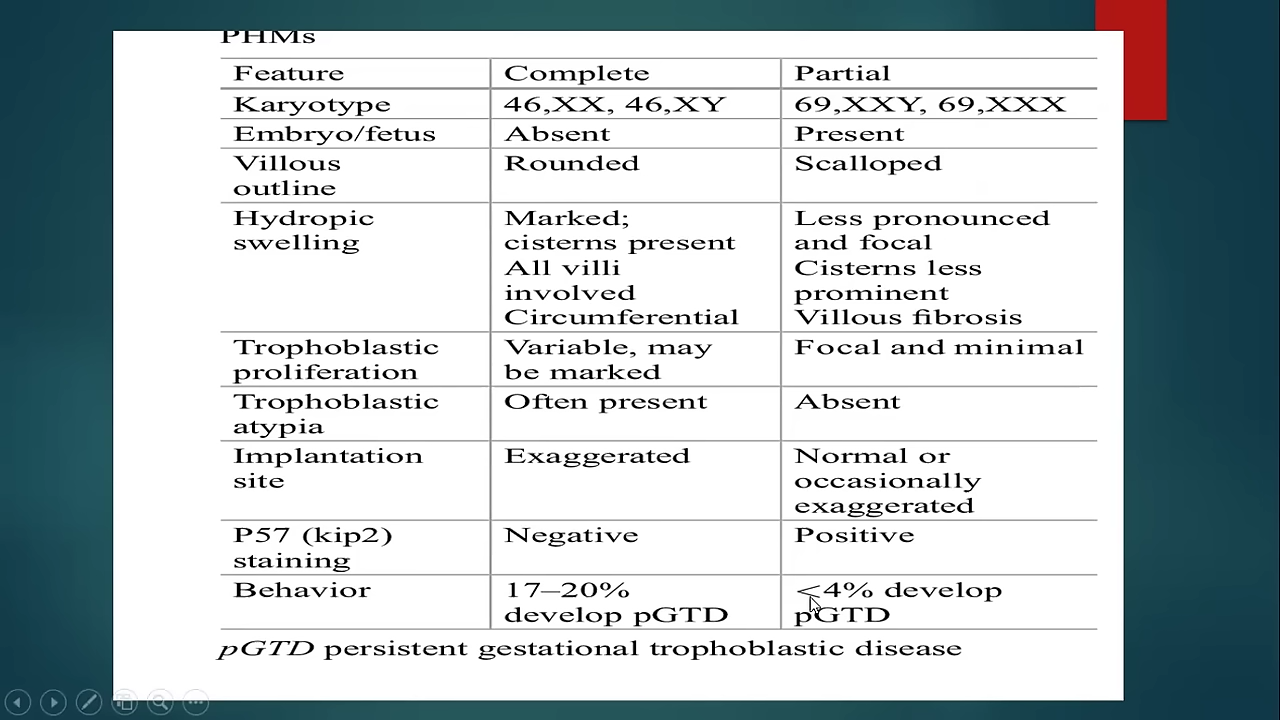 PHMs
Feature Complete Partial
Karyotype 46,XX, 46,XY 69,XXY, 69,XXX
Embryo/fetus Absent Present
Villous outline Rounded Scalloped
Hydropic swelling Marked; cisterns present All villi involved Circumferential Less pronounced and focal Cisterns less prominent Villous fibrosis
Trophoblastic proliferation Variable, may be marked Focal and minimal
Trophoblastic atypia Often present Absent
Implantation site Exaggerated Normal or occasionally exaggerated
P57 (kip2) staining Negative Positive
Behavior 17–20% develop pGTD <4% develop pGTD
pGTD persistent gestational trophoblastic disease